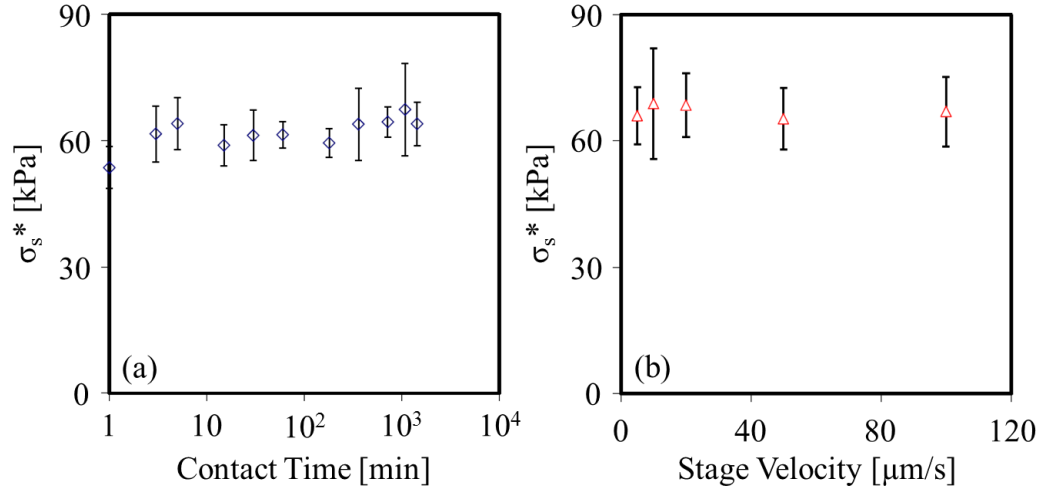 90
60
30
0
σs* [kPa]
(a)
1 10 10² 10³ 10⁴
Contact Time [min]
90
60
30
0
σs* [kPa]
(b)
0 40 80 120
Stage Velocity [μm/s]